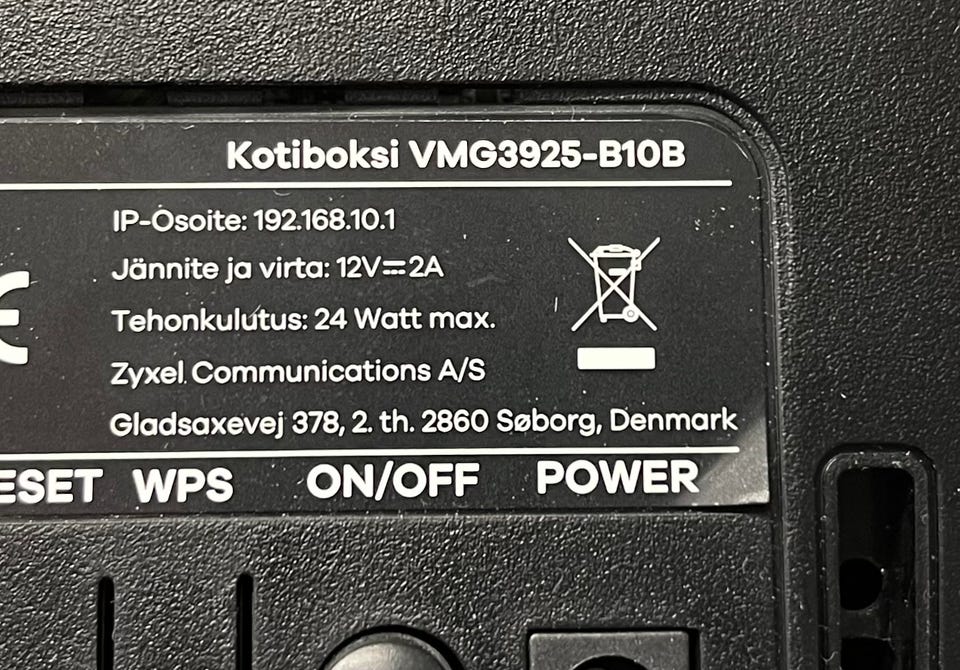 Kotiboksi VMG3925-B10B
IP-Osoite: 192.168.10.1
Jännite ja virta: 12V⎓2A
Tehonkulutus: 24 Watt max.
Zyxel Communications A/S
Gladsaxevej 378, 2. th. 2860 Søborg, Denmark
ESET WPS ON/OFF POWER